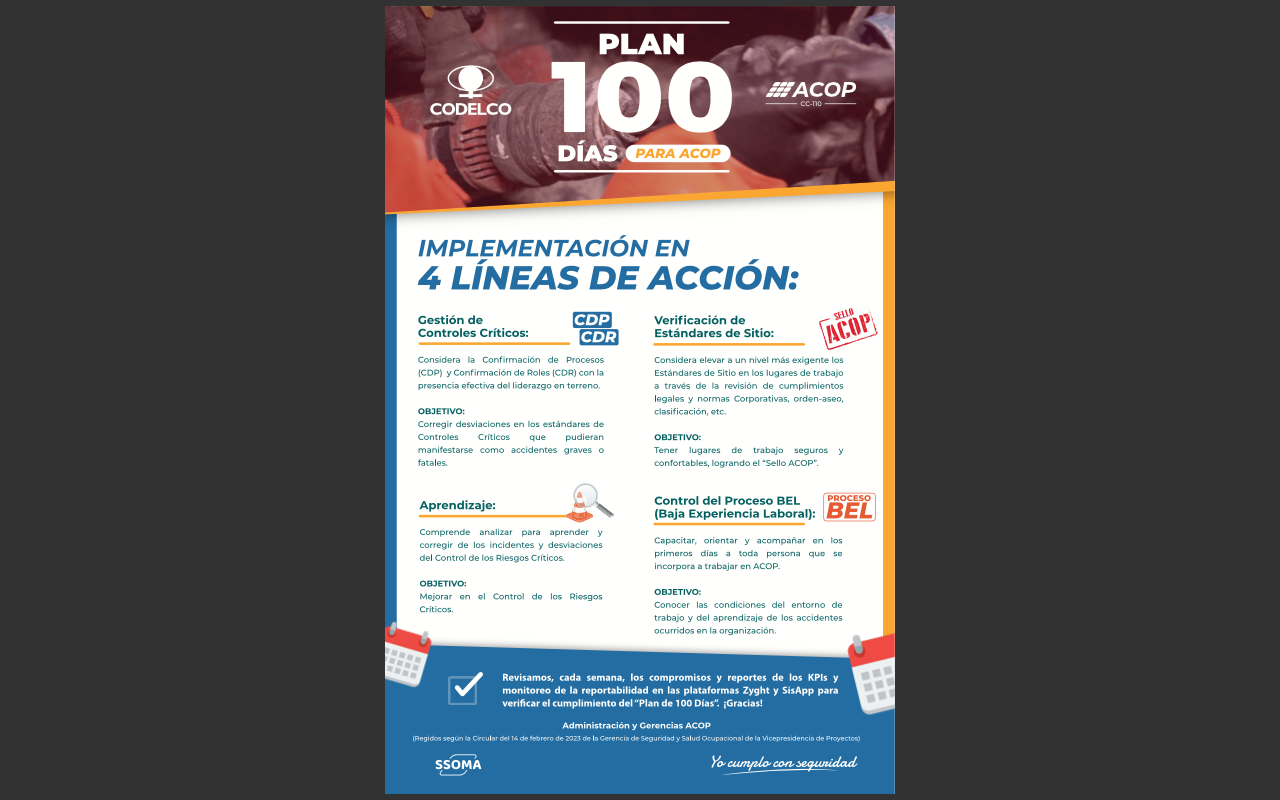 PLAN
100
DÍAS PARA ACOP
CODELCO
ACOP
CC-110
IMPLEMENTACIÓN EN
4 LÍNEAS DE ACCIÓN:
Gestión de
Controles Críticos:
CDP
CDR
Considera la Confirmación de Procesos
(CDP) y Confirmación de Roles (CDR) con la
presencia efectiva del liderazgo en terreno.
OBJETIVO:
Corregir desviaciones en los estándares de
Controles Críticos que pudieran
manifestarse como accidentes graves o
fatales.
Verificación de
Estándares de Sitio:
SELLO
ACOP
Considera elevar a un nivel más exigente los
Estándares de Sitio en los lugares de trabajo
a través de la revisión de cumplimientos
legales y normas Corporativas, orden-aseo,
clasificación, etc.
OBJETIVO:
Tener lugares de trabajo seguros y
confortables, logrando el “Sello ACOP”.
Aprendizaje:
Comprende analizar para aprender y
corregir de los incidentes y desviaciones
del Control de los Riesgos Críticos.
OBJETIVO:
Mejorar en el Control de los Riesgos
Críticos.
Control del Proceso BEL
(Baja Experiencia Laboral):
PROCESO
BEL
Capacitar, orientar y acompañar en los
primeros días a toda persona que se
incorpora a trabajar en ACOP.
OBJETIVO:
Conocer las condiciones del entorno de
trabajo y del aprendizaje de los accidentes
ocurridos en la organización.
Revisamos, cada semana, los compromisos y reportes de los KPIs y
monitoreo de la reportabilidad en las plataformas Zyght y SisApp para
verificar el cumplimiento del “Plan de 100 Días”. ¡Gracias!
Administración y Gerencias ACOP
(Regidos según la Circular del 14 de febrero de 2023 de la Gerencia de Seguridad y Salud Ocupacional de la Vicepresidencia de Proyectos)
SSOMA
Yo cumplo con seguridad